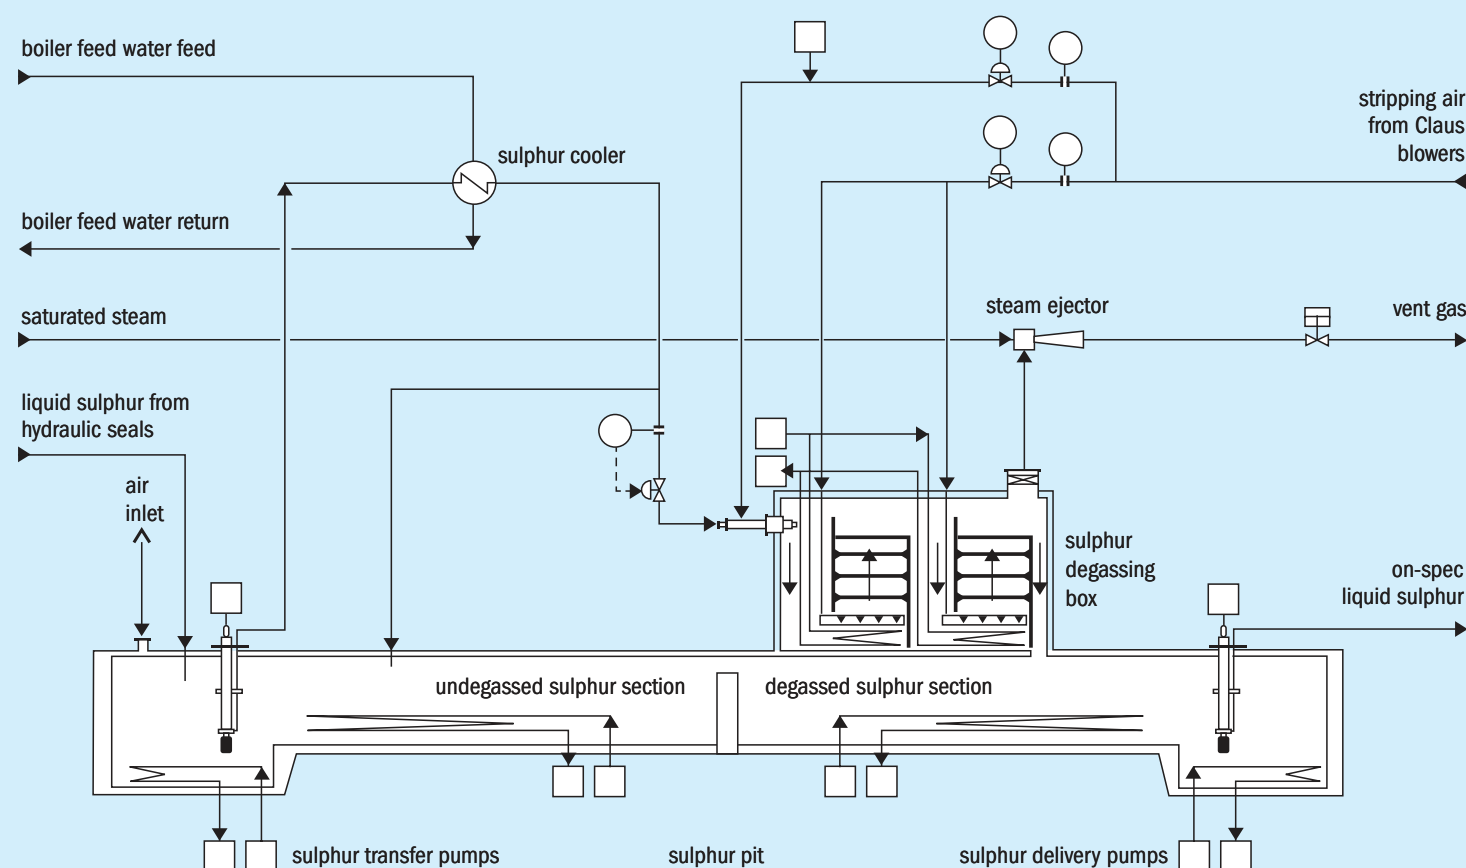 boiler feed water feed
sulphur cooler
stripping air
from Claus
blowers
boiler feed water return
saturated steam
steam ejector
vent gas
liquid sulphur from
hydraulic seals
air
inlet
sulphur
degassing
box
on-spec
liquid sulphur
undegassed sulphur section
degassed sulphur section
sulphur transfer pumps
sulphur pit
sulphur delivery pumps